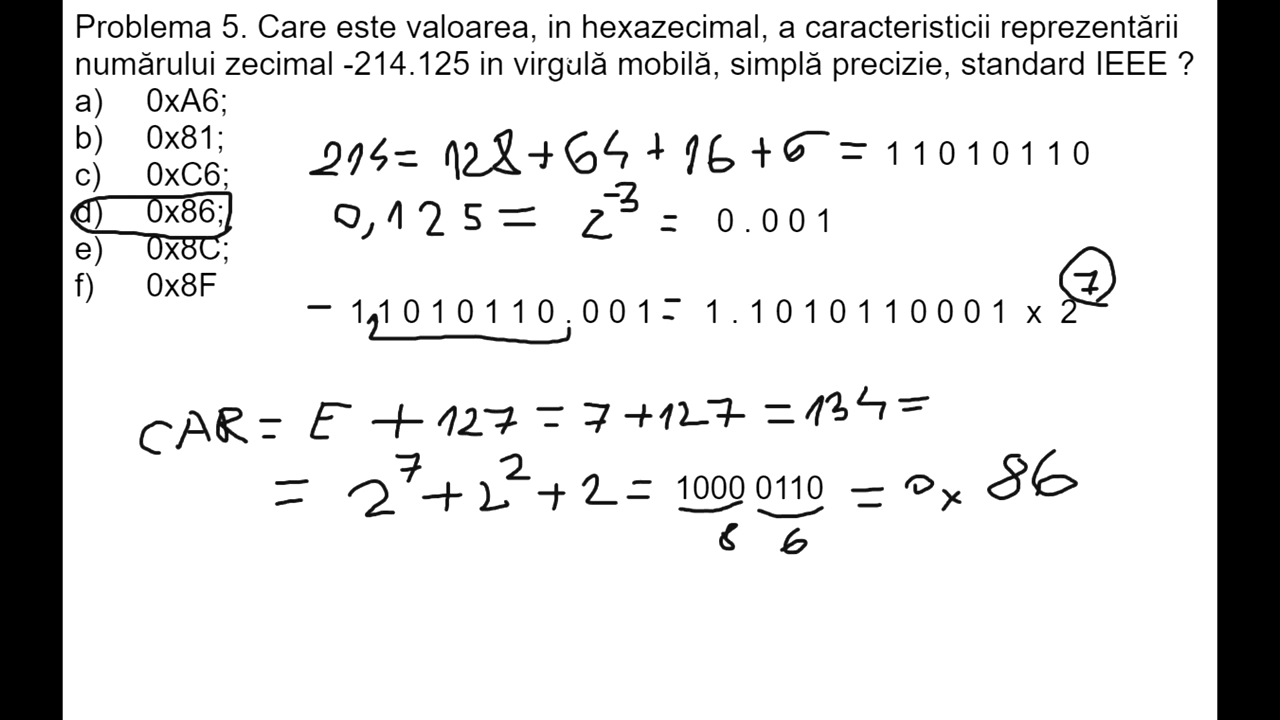 Problema 5. Care este valoarea, in hexazecimal, a caracteristicii reprezentării
numărului zecimal -214.125 in virgulă mobilă, simplă precizie, standard IEEE ?
a) 0xA6;
b) 0x81;
c) 0xC6;
d) 0x86;
e) 0x8C;
f) 0x8F
214 = 128 + 64 + 16 + 6 = 1 1 0 1 0 1 1 0
0,125 = 2^-3 = 0 . 0 0 1
- 1,1 0 1 0 1 1 0 . 0 0 1 = 1 . 1 0 1 0 1 1 0 0 0 1 x 2^7
CAR = E + 127 = 7 + 127 = 134 =
= 2^7 + 2^2 + 2 = 1000 0110 = 0x 86
8 6